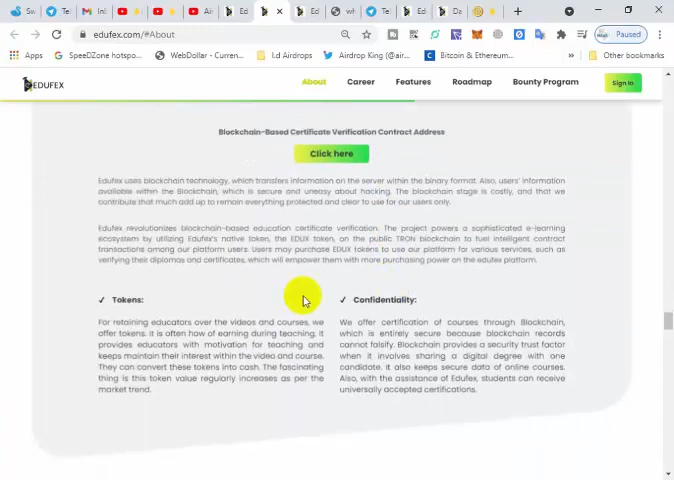 Sw
Te
Inb
Ai
Ed
Ed
wh
Tel
Ed
Da
edufex.com/#About
Paused
Apps
SpeeDZone hotspo...
WebDollar - Curren...
I.d Airdrops
Airdrop King (@air...
Bitcoin & Ethereum...
»
Other bookmarks
EDUFEX
About
Career
Features
Roadmap
Bounty Program
Sign In
Blockchain-Based Certificate Verification Contract Address
Click here
Edufex uses blockchain technology, which transfers information on the server within the binary format. Also, users' information
available within the Blockchain, which is secure and uneasy about hacking. The blockchain stage is costly, and that we
contribute that much add up to remain everything protected and clear to use for our users only.
Edufex revolutionizes blockchain-based education certificate verification. The project powers a sophisticated e-learning
ecosystem by utilizing Edufex's native token, the EDUX token, on the public TRON blockchain to fuel intelligent contract
transactions among our platform users. Users may purchase EDUX tokens to use our platform for various services, such as
verifying their diplomas and certificates, which will empower them with more purchasing power on the edutex platform.
✓ Tokens:
For retaining educators over the videos and courses, we
offer tokens. It is often how of earning during teaching, it
provides educators with motivation for teaching and
keeps maintain their interest within the video and course.
They can convert these tokens into cash. The fascinating
thing is this token value regularly increases as per the
market trend.
✓ Confidentiality:
We offer certification of courses through Blockchain,
which is entirely secure because blockchain records
cannot falsify. Blockchain provides a security trust factor
when it involves sharing a digital degree with one
candidate. It also keeps secure data of online courses.
Also, with the assistance of Edufex, students can receive
universally accepted certifications.